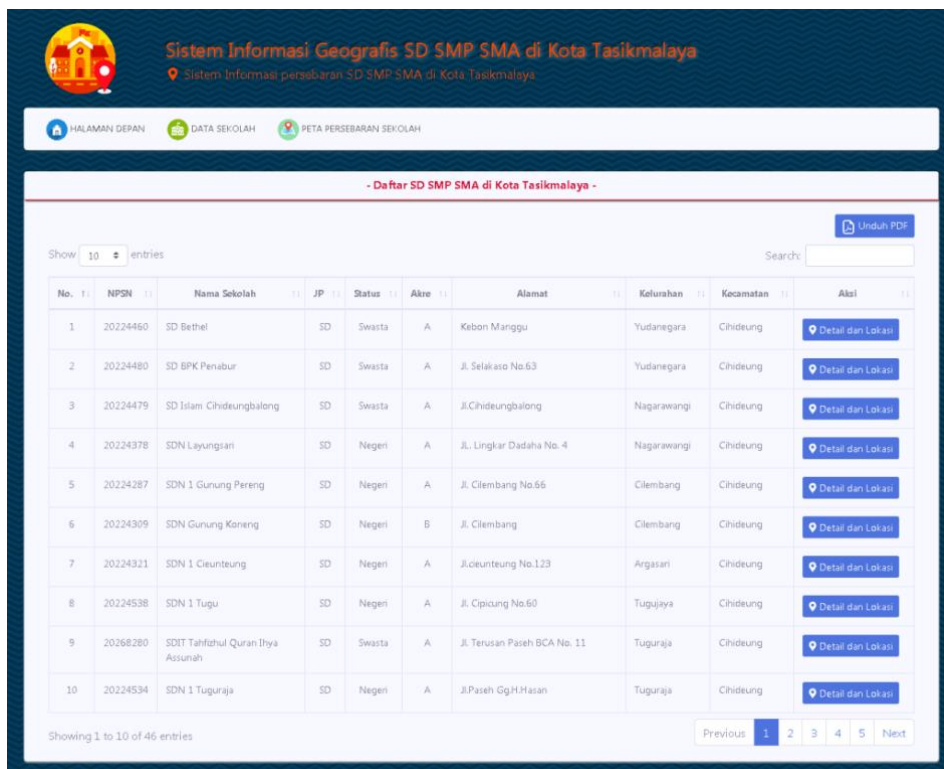 Sistem Informasi Geografis SD SMP SMA di Kota Tasikmalaya
Sistem Informasi persebaran SD SMP SMA di Kota Tasikmalaya
HALAMAN DEPAN DATA SEKOLAH PETA PERSEBARAN SEKOLAH
- Daftar SD SMP SMA di Kota Tasikmalaya -
Unduh PDF
Show 10 entries Search:
No. NPSN Nama Sekolah JP Status Akre Alamat Kelurahan Kecamatan Aksi
1 20224460 SD Bethel SD Swasta A Kebon Manggu Yudanegara Cihideung Detail dan Lokasi
2 20224480 SD BPK Penabur SD Swasta A Jl. Selakaso No.63 Yudanegara Cihideung Detail dan Lokasi
3 20224479 SD Islam Cihideungbalong SD Swasta A Jl.Cihideungbalong Nagarawangi Cihideung Detail dan Lokasi
4 20224378 SDN Layungsari SD Negeri A JL. Lingkar Dadaha No. 4 Nagarawangi Cihideung Detail dan Lokasi
5 20224287 SDN 1 Gunung Pereng SD Negeri A Jl. Cilembang No.66 Cilembang Cihideung Detail dan Lokasi
6 20224309 SDN Gunung Koneng SD Negeri B Jl. Cilembang Cilembang Cihideung Detail dan Lokasi
7 20224321 SDN 1 Cieunteung SD Negeri A Jl.cieunteung No.123 Argasari Cihideung Detail dan Lokasi
8 20224538 SDN 1 Tugu SD Negeri A Jl. Cipicung No.60 Tugujaya Cihideung Detail dan Lokasi
9 20268280 SDIT Tahfizhul Quran Ihya SD Swasta A Jl. Terusan Paseh BCA No. 11 Tuguraja Cihideung Detail dan Lokasi
Assunah
10 20224534 SDN 1 Tuguraja SD Negeri A Jl.Paseh Gg.H.Hasan Tuguraja Cihideung Detail dan Lokasi
Showing 1 to 10 of 46 entries Previous 1 2 3 4 5 Next